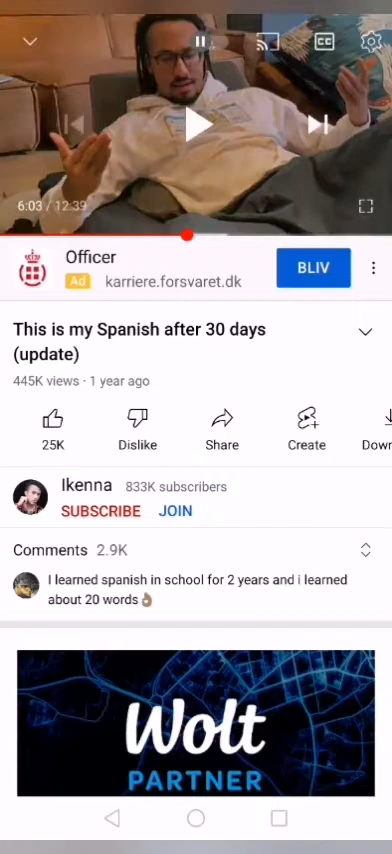 CC
6:03 / 12:39
Officer
BLIV
Ad karriere.forsvaret.dk
This is my Spanish after 30 days
(update)
445K views · 1 year ago
25K Dislike Share Create Down
Ikenna 833K subscribers
SUBSCRIBE JOIN
Comments 2.9K
I learned spanish in school for 2 years and i learned
about 20 words👌🏽
Wolt
PARTNER